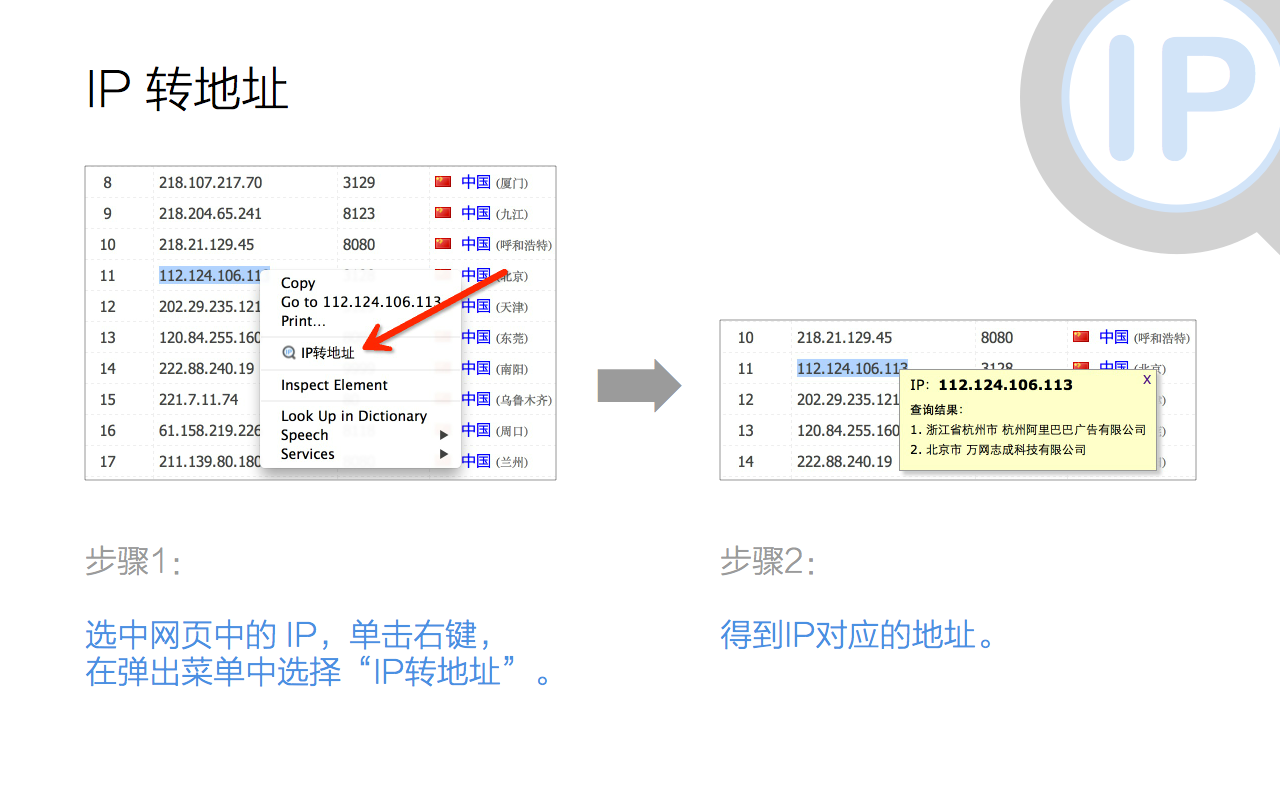 IP
IP 转地址
8 218.107.217.70 3129 中国 (厦门)
9 218.204.65.241 8123 中国 (九江)
10 218.21.129.45 8080 中国 (呼和浩特)
11 112.124.106.11 中国 (北京)
12 202.29.235.121 中国 (天津)
13 120.84.255.160 中国 (东莞)
14 222.88.240.19 中国 (南阳)
15 221.7.11.74 中国 (乌鲁木齐)
16 61.158.219.226 中国 (周口)
17 211.139.80.180 中国 (兰州)
Copy
Go to 112.124.106.113
Print...
IP转地址
Inspect Element
Look Up in Dictionary
Speech
Services
10 218.21.129.45 8080 中国 (呼和浩特)
11 112.124.106.113 3128 中国 (北京)
12 202.29.235.121
13 120.84.255.160
14 222.88.240.19
IP: 112.124.106.113 X
查询结果:
1. 浙江省杭州市 杭州阿里巴巴广告有限公司
2. 北京市 万网志成科技有限公司
步骤1:
选中网页中的 IP，单击右键，
在弹出菜单中选择“IP转地址”。
步骤2:
得到IP对应的地址。